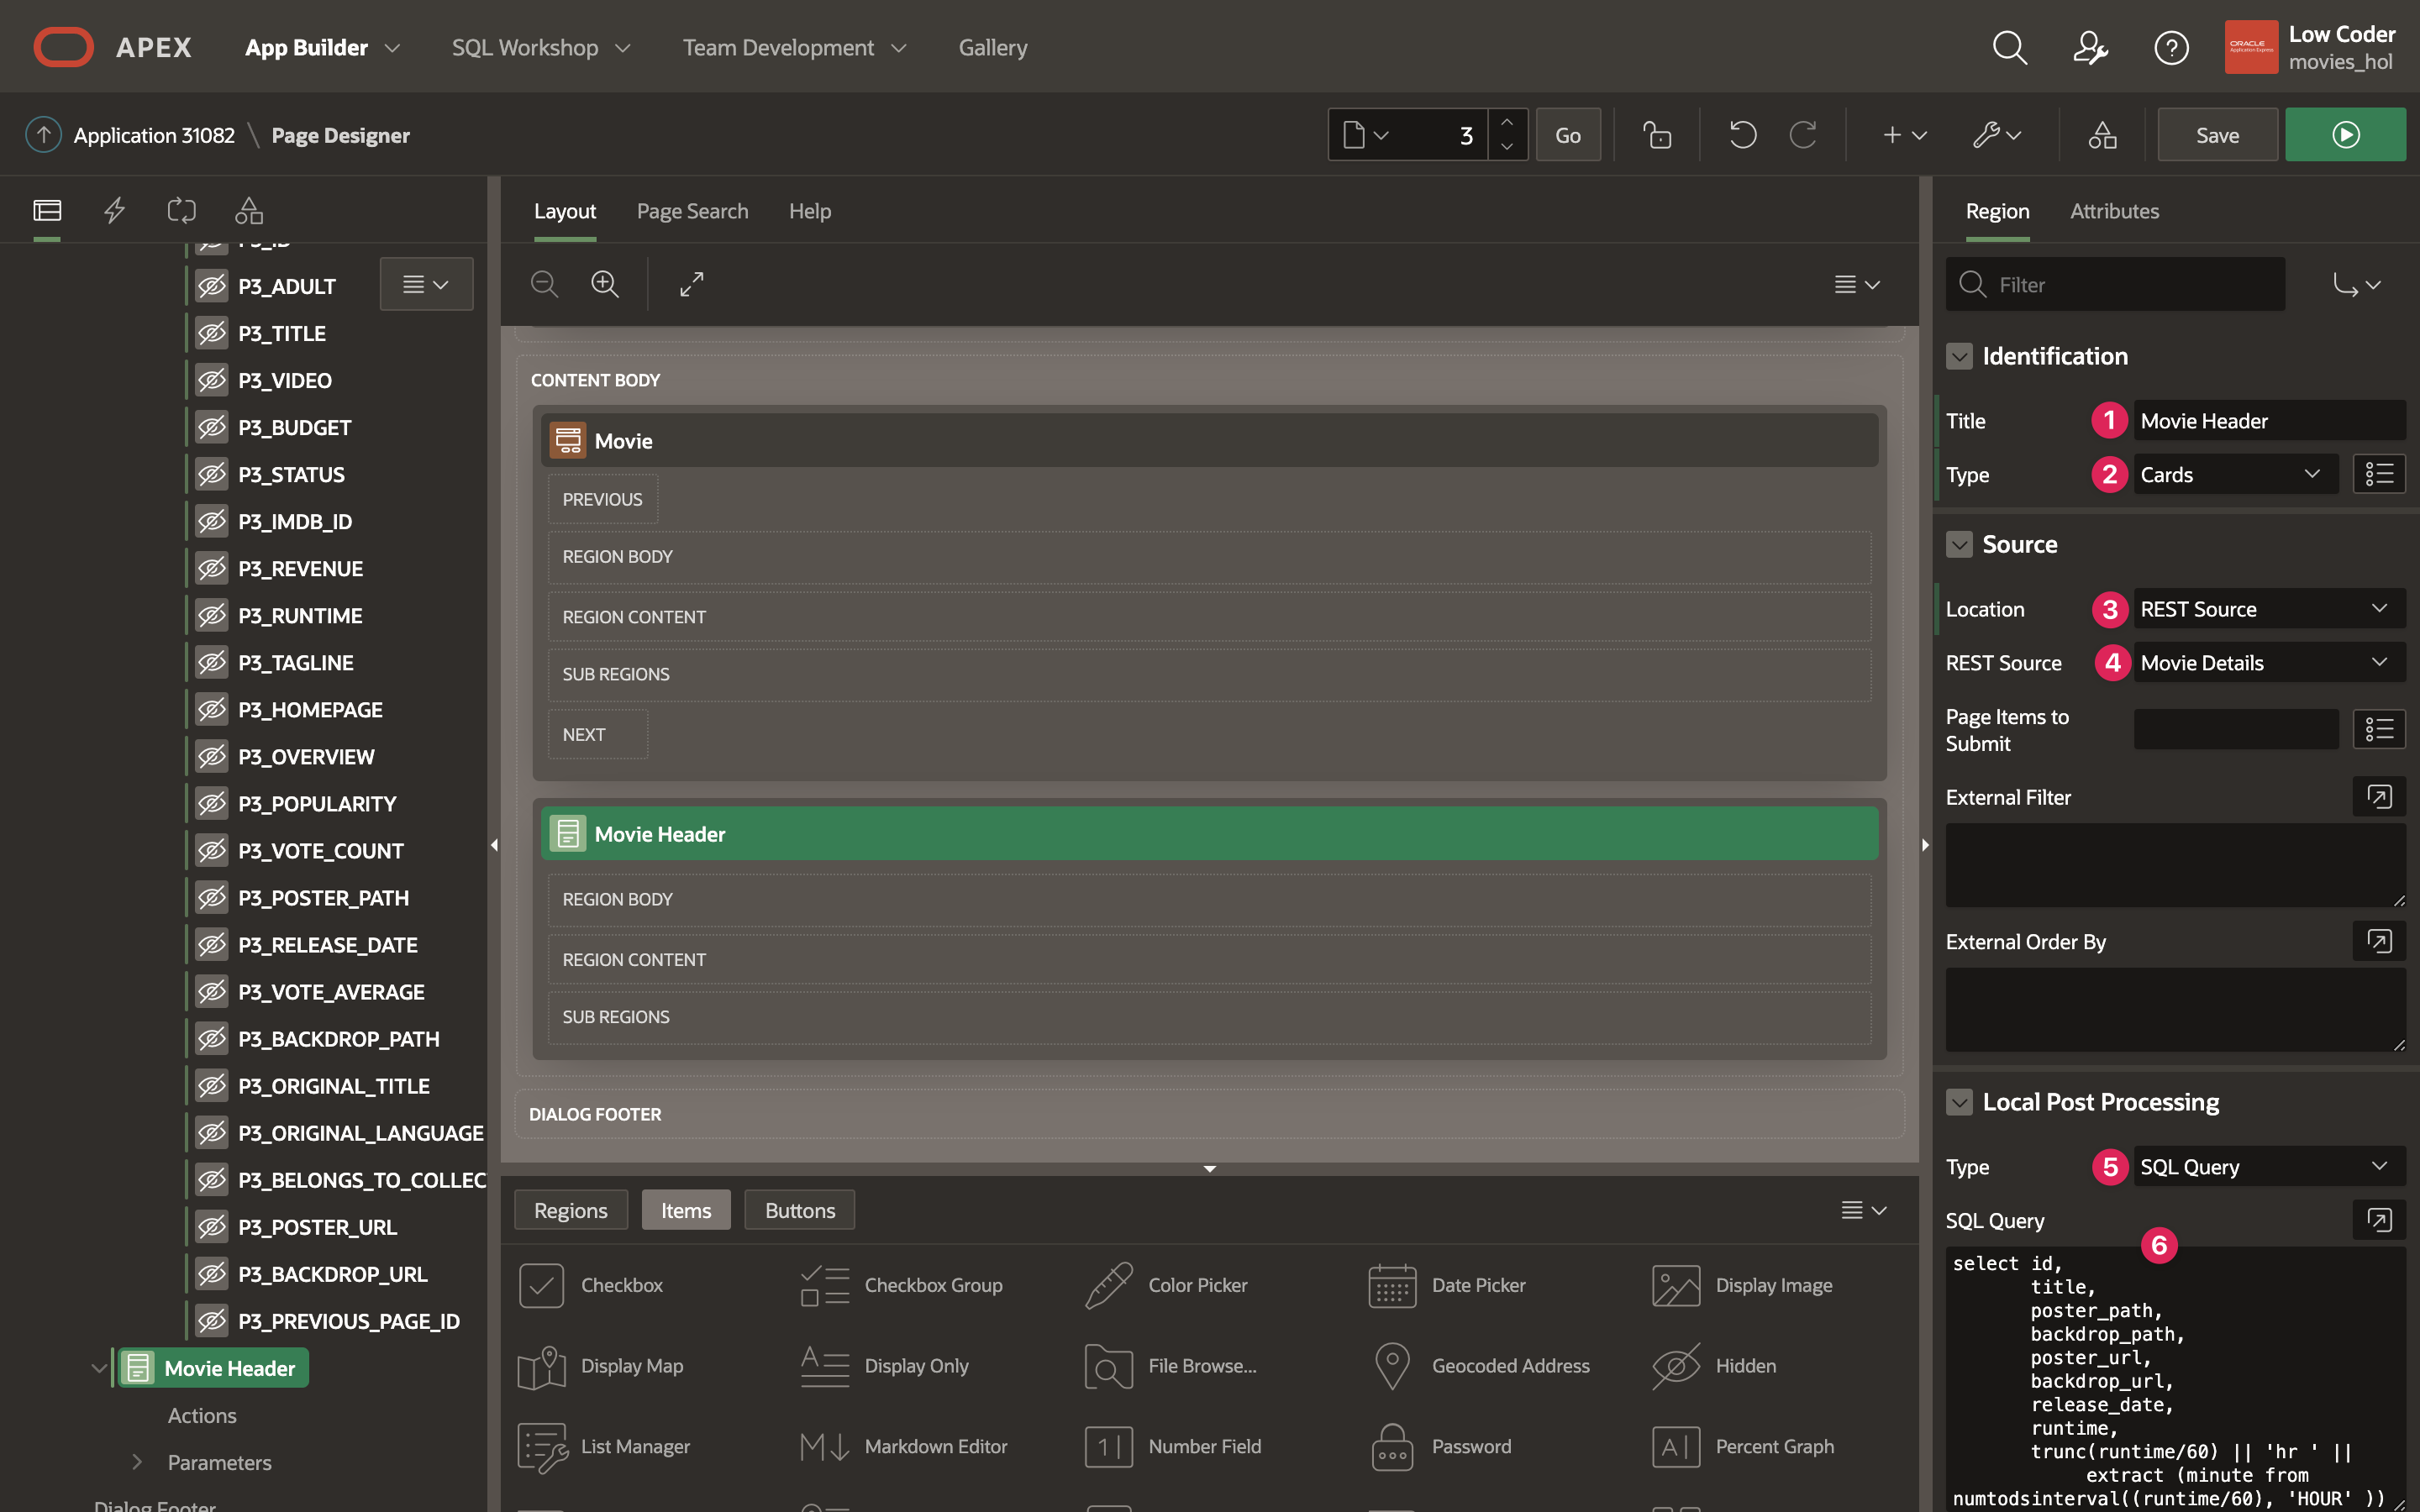 APEX App Builder SQL Workshop Team Development Gallery
ORACLE
Application Express
Low Coder
movies_hol
Application 31082 \ Page Designer
3 Go Save
Layout Page Search Help
Region Attributes
P3_ID
P3_ADULT
P3_TITLE
P3_VIDEO
P3_BUDGET
P3_STATUS
P3_IMDB_ID
P3_REVENUE
P3_RUNTIME
P3_TAGLINE
P3_HOMEPAGE
P3_OVERVIEW
P3_POPULARITY
P3_VOTE_COUNT
P3_POSTER_PATH
P3_RELEASE_DATE
P3_VOTE_AVERAGE
P3_BACKDROP_PATH
P3_ORIGINAL_TITLE
P3_ORIGINAL_LANGUAGE
P3_BELONGS_TO_COLLEC
P3_POSTER_URL
P3_BACKDROP_URL
P3_PREVIOUS_PAGE_ID
Movie Header
Actions
Parameters
Dialog Footer
CONTENT BODY
Movie
PREVIOUS
REGION BODY
REGION CONTENT
SUB REGIONS
NEXT
Movie Header
REGION BODY
REGION CONTENT
SUB REGIONS
DIALOG FOOTER
Regions Items Buttons
Checkbox Checkbox Group Color Picker Date Picker Display Image
Display Map Display Only File Browse... Geocoded Address Hidden
List Manager Markdown Editor Number Field Password Percent Graph
Filter
Identification
Title 1 Movie Header
Type 2 Cards
Source
Location 3 REST Source
REST Source 4 Movie Details
Page Items to
Submit
External Filter
External Order By
Local Post Processing
Type 5 SQL Query
SQL Query
6
select id,
title,
poster_path,
backdrop_path,
poster_url,
backdrop_url,
release_date,
runtime,
trunc(runtime/60) || 'hr ' ||
extract (minute from
numtodsinterval((runtime/60), 'HOUR' ))